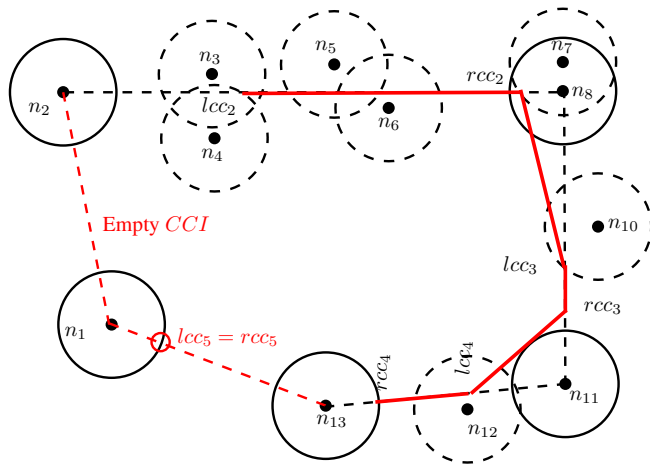 n₃
n₅
n₇
rcc₂
n₈
n₂
lcc₂
n₆
n₄
Empty CCI
n₁₀
lcc₃
rcc₃
n₁
lcc₅ = rcc₅
rcc₄
lcc₄
n₁₁
n₁₃
n₁₂